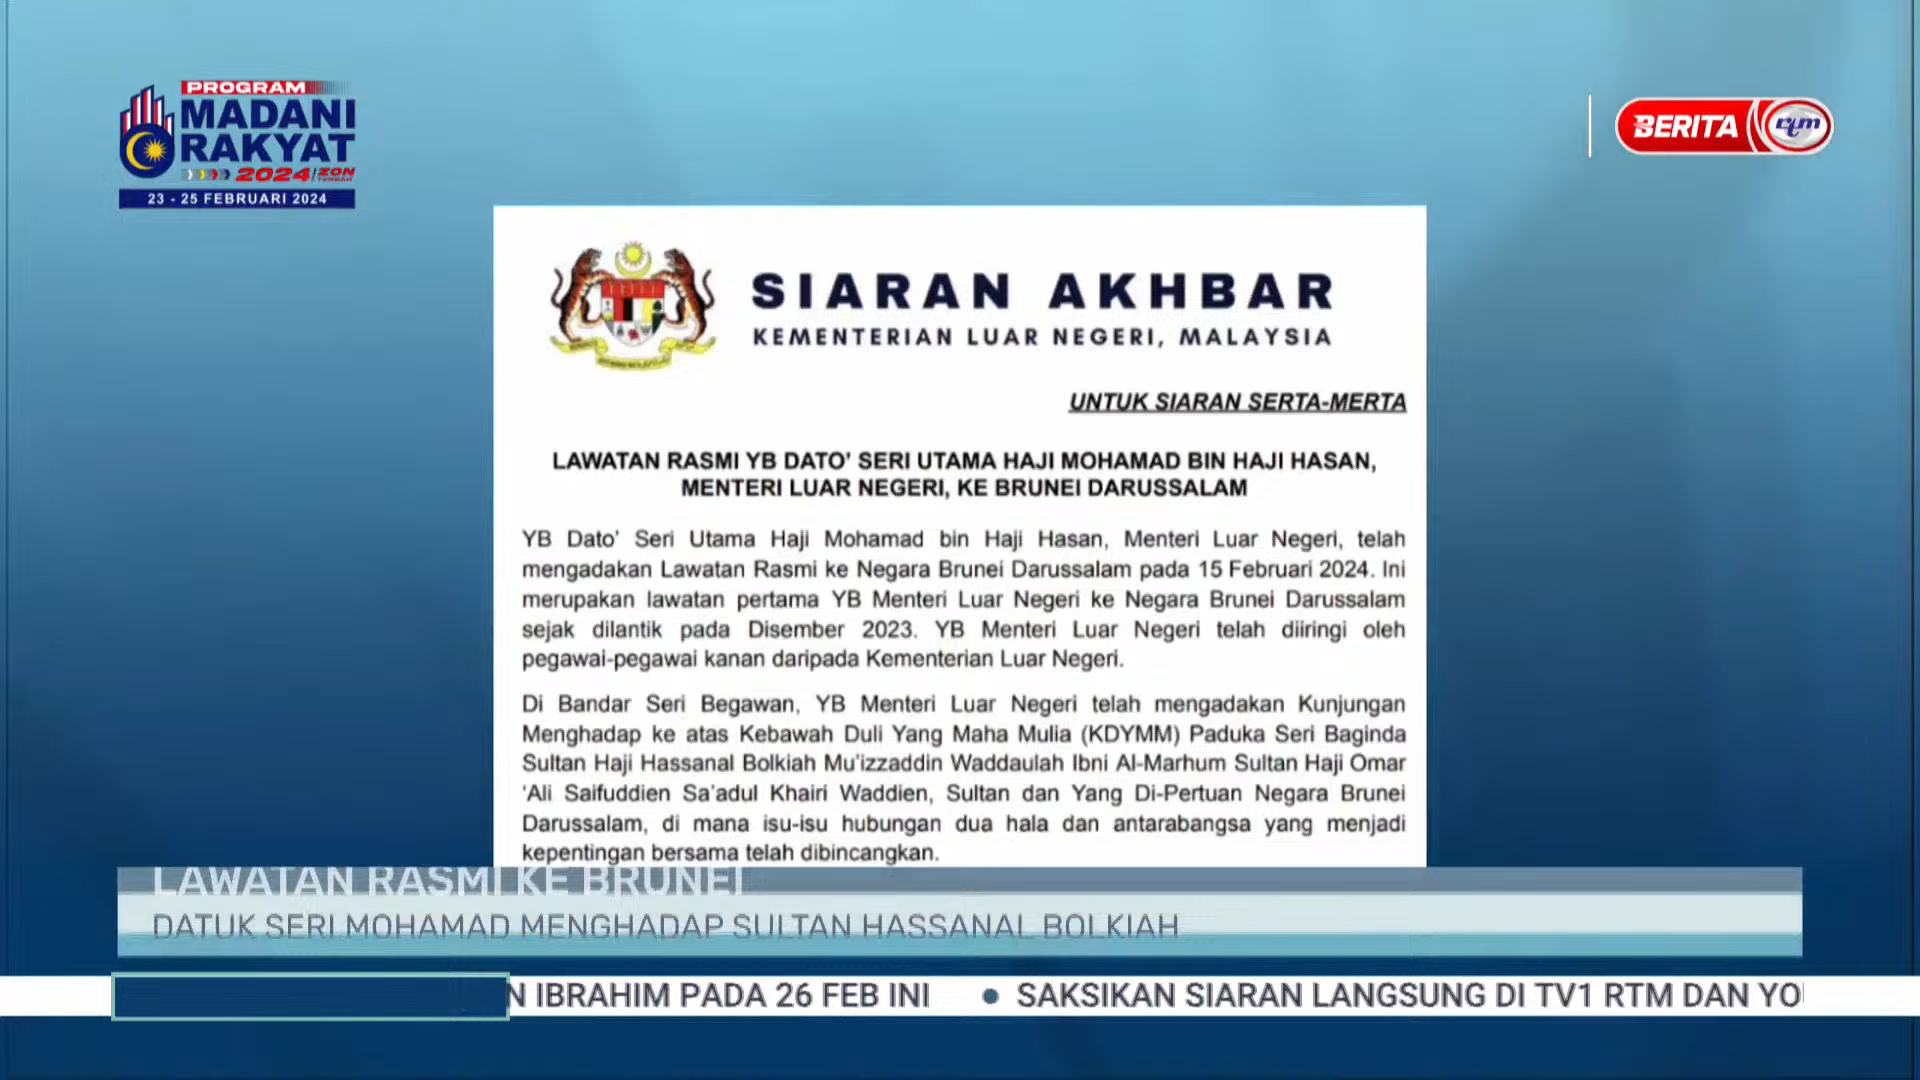 PROGRAM
MADANI
RAKYAT
2024 / ZON TENGAH
23 - 25 FEBRUARI 2024
BERITA rtm
SIARAN AKHBAR
KEMENTERIAN LUAR NEGERI, MALAYSIA
UNTUK SIARAN SERTA-MERTA
LAWATAN RASMI YB DATO’ SERI UTAMA HAJI MOHAMAD BIN HAJI HASAN,
MENTERI LUAR NEGERI, KE BRUNEI DARUSSALAM
YB Dato’ Seri Utama Haji Mohamad bin Haji Hasan, Menteri Luar Negeri, telah
mengadakan Lawatan Rasmi ke Negara Brunei Darussalam pada 15 Februari 2024. Ini
merupakan lawatan pertama YB Menteri Luar Negeri ke Negara Brunei Darussalam
sejak dilantik pada Disember 2023. YB Menteri Luar Negeri telah diiringi oleh
pegawai-pegawai kanan daripada Kementerian Luar Negeri.
Di Bandar Seri Begawan, YB Menteri Luar Negeri telah mengadakan Kunjungan
Menghadap ke atas Kebawah Duli Yang Maha Mulia (KDYMM) Paduka Seri Baginda
Sultan Haji Hassanal Bolkiah Mu’izzaddin Waddaulah Ibni Al-Marhum Sultan Haji Omar
‘Ali Saifuddien Sa’adul Khairi Waddien, Sultan dan Yang Di-Pertuan Negara Brunei
Darussalam, di mana isu-isu hubungan dua hala dan antarabangsa yang menjadi
kepentingan bersama telah dibincangkan.
LAWATAN RASMI KE BRUNEI
DATUK SERI MOHAMAD MENGHADAP SULTAN HASSANAL BOLKIAH
N IBRAHIM PADA 26 FEB INI • SAKSIKAN SIARAN LANGSUNG DI TV1 RTM DAN YO